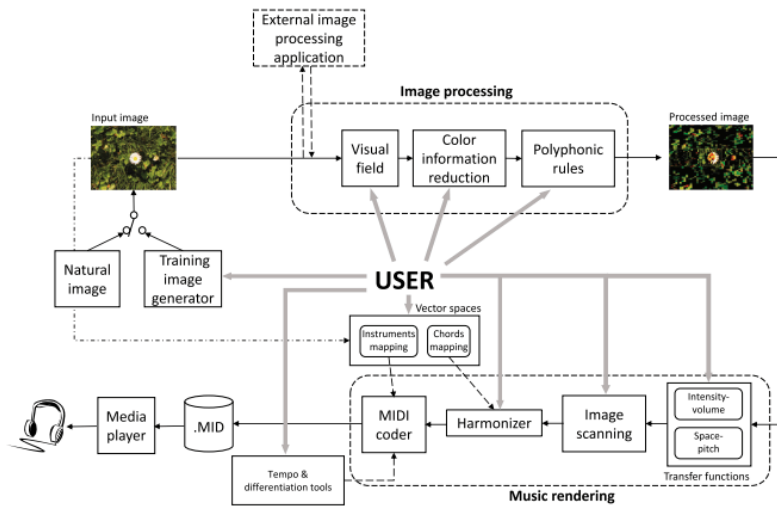 External image
processing
application
Image processing
Input image
Processed image
Visual
field
Color
information
reduction
Polyphonic
rules
Natural
image
Training
image
generator
USER
Vector spaces
Instruments
mapping
Chords
mapping
Media
player
.MID
MIDI
coder
Harmonizer
Image
scanning
Intensity-
volume
Space-
pitch
Transfer functions
Tempo &
differentiation tools
Music rendering